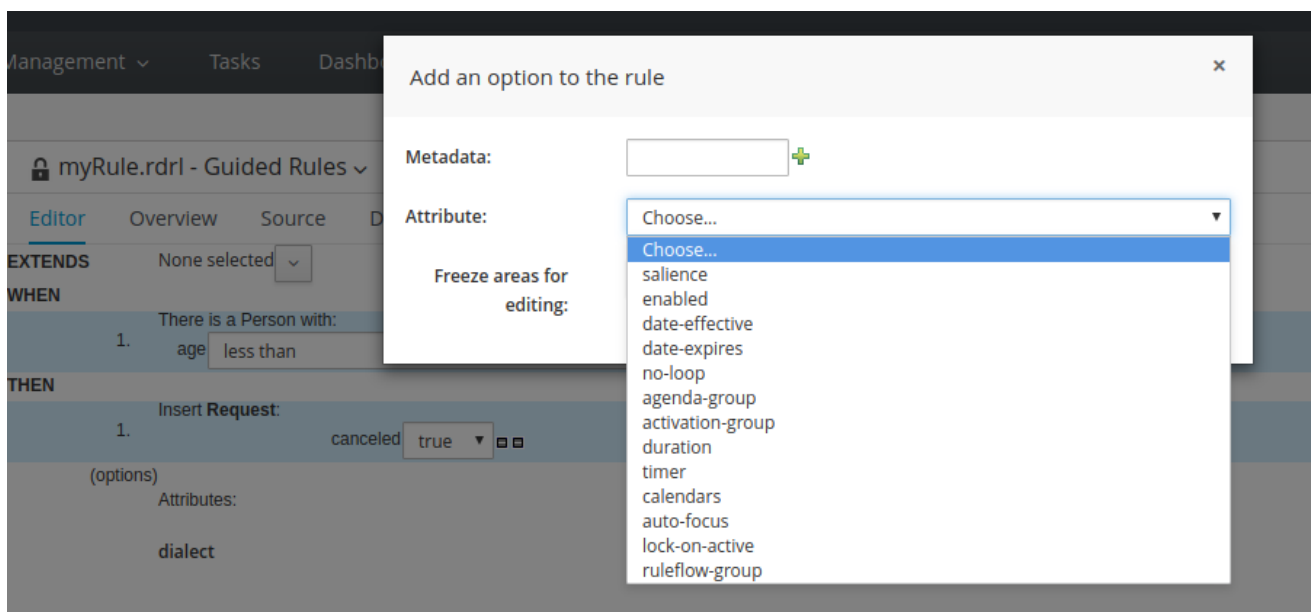 Management Tasks
Add an option to the rule ×
Metadata:
myRule.rdrl - Guided Rules
Editor Overview Source
Attribute: Choose...
EXTENDS None selected
Choose...
salience
enabled
date-effective
date-expires
no-loop
agenda-group
activation-group
duration
timer
calendars
auto-focus
lock-on-active
ruleflow-group
Freeze areas for
editing:
WHEN
There is a Person with:
1. age less than
THEN
Insert Request:
1. canceled true
(options)
Attributes:
dialect